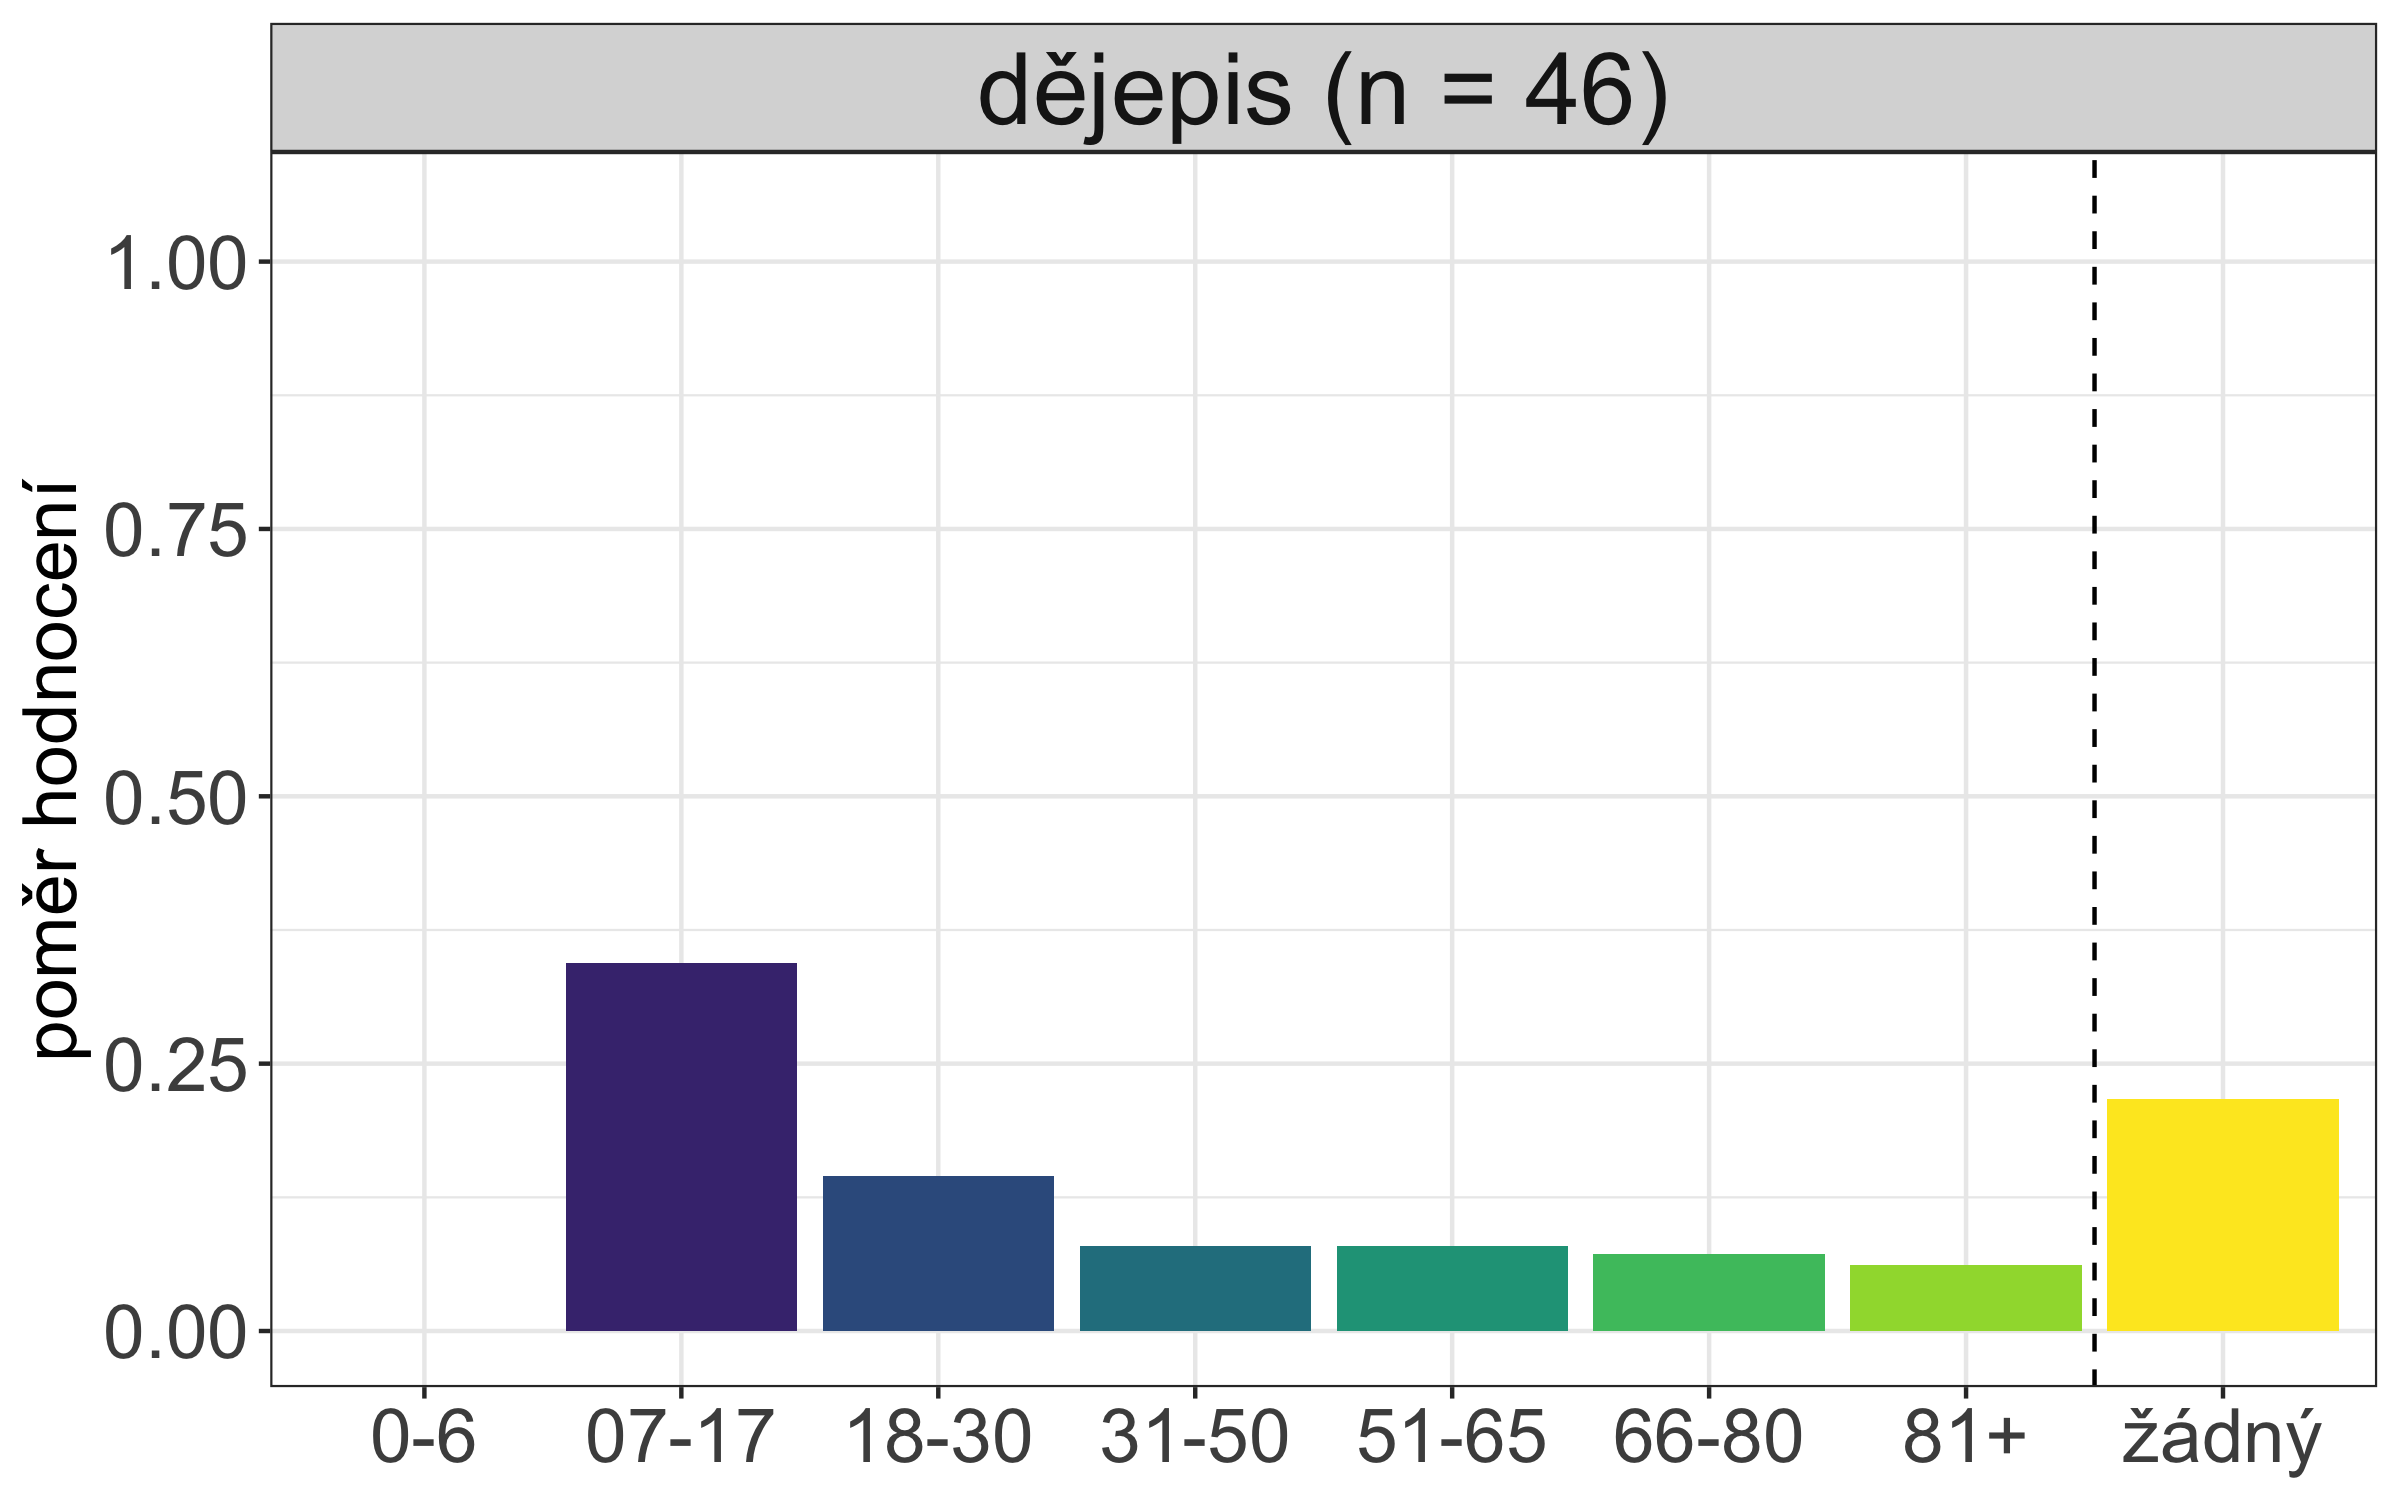 dějepis (n = 46)
poměr hodnocení
1.00
0.75
0.50
0.25
0.00
0-6 07-17 18-30 31-50 51-65 66-80 81+ žádný